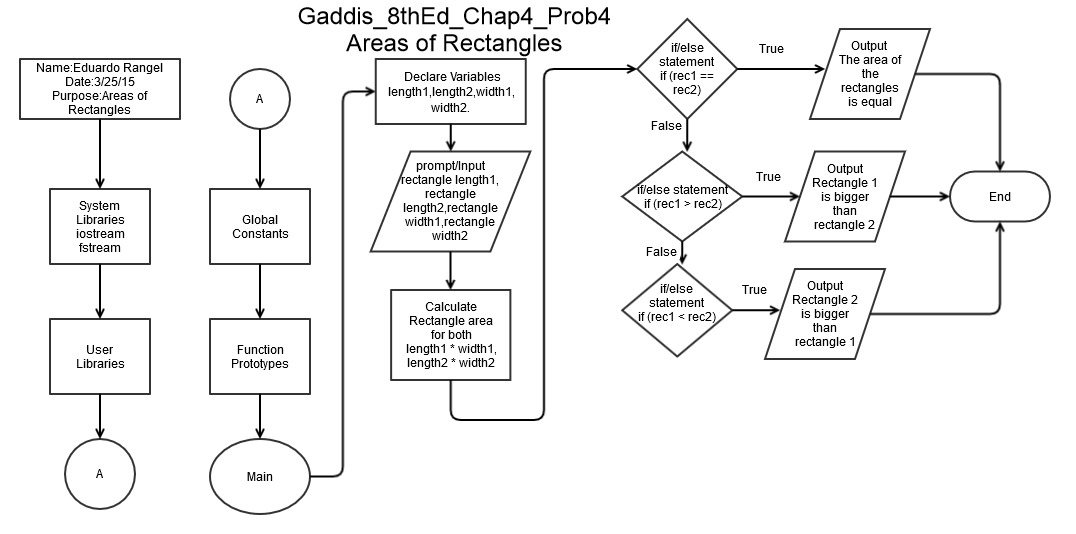 Gaddis_8thEd_Chap4_Prob4
Areas of Rectangles
Name:Eduardo Rangel
Date:3/25/15
Purpose:Areas of
Rectangles
System
Libraries
iostream
fstream
User
Libraries
A
A
Global
Constants
Function
Prototypes
Main
Declare Variables
length1,length2,width1,
width2.
prompt/Input
rectangle length1,
rectangle
length2,rectangle
width1,rectangle
width2
Calculate
Rectangle area
for both
length1 * width1,
length2 * width2
if/else
statement
if (rec1 ==
rec2)
True
Output
The area of
the
rectangles
is equal
False
if/else statement
if (rec1 > rec2)
True
Output
Rectangle 1
is bigger
than
rectangle 2
End
False
if/else
statement
if (rec1 < rec2)
True
Output
Rectangle 2
is bigger
than
rectangle 1